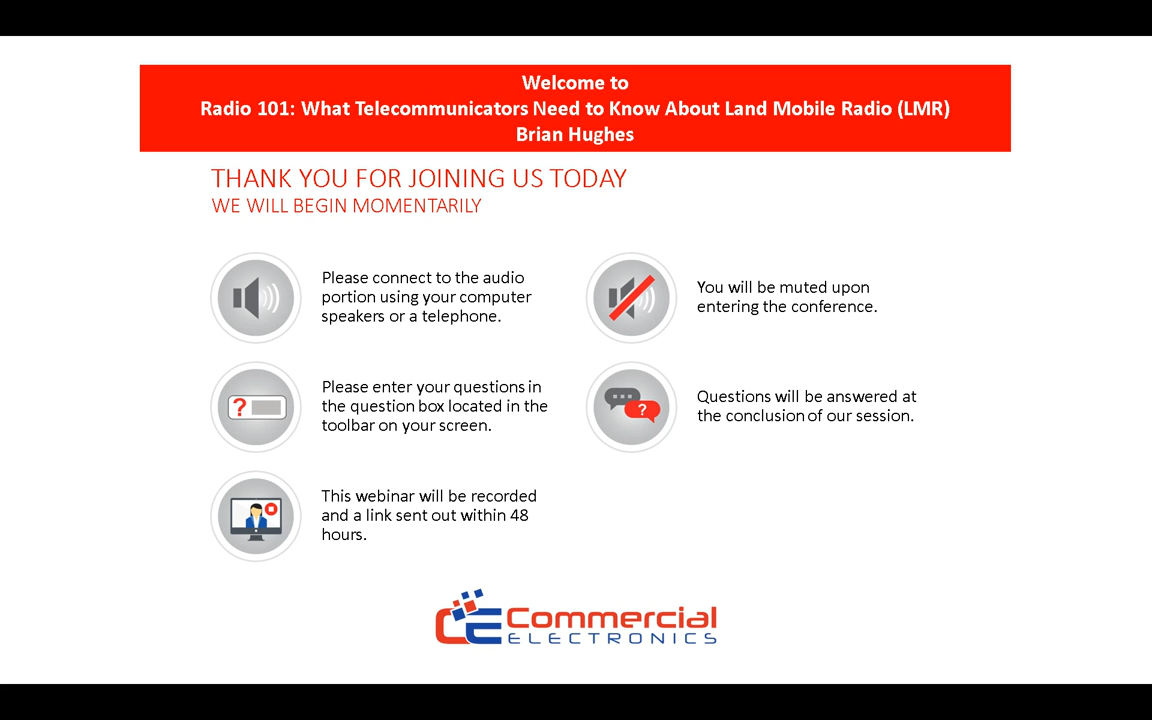 Welcome to
Radio 101: What Telecommunicators Need to Know About Land Mobile Radio (LMR)
Brian Hughes
THANK YOU FOR JOINING US TODAY
WE WILL BEGIN MOMENTARILY
Please connect to the audio
portion using your computer
speakers or a telephone.
You will be muted upon
entering the conference.
?
Please enter your questions in
the question box located in the
toolbar on your screen.
?
Questions will be answered at
the conclusion of our session.
This webinar will be recorded
and a link sent out within 48
hours.
CE Commercial
ELECTRONICS